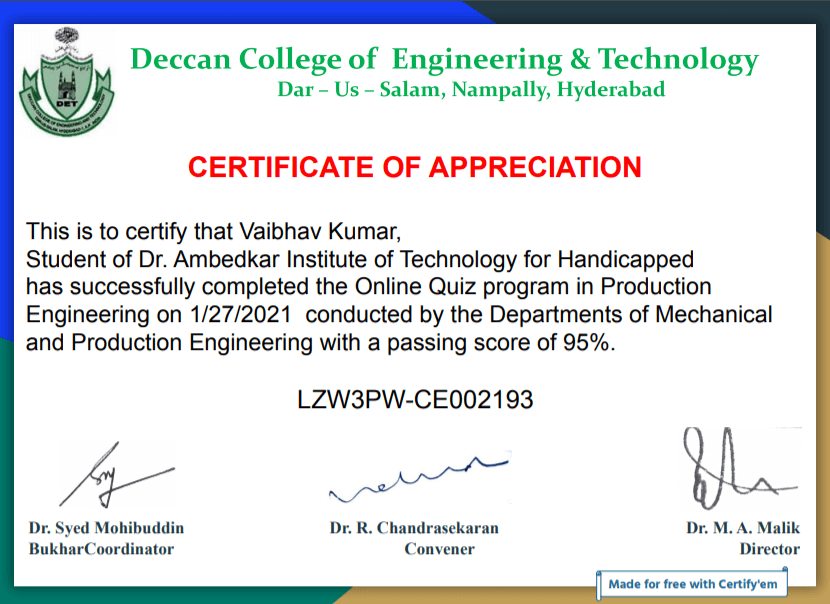 Deccan College of Engineering & Technology
Dar – Us – Salam, Nampally, Hyderabad
DET
CERTIFICATE OF APPRECIATION
This is to certify that Vaibhav Kumar,
Student of Dr. Ambedkar Institute of Technology for Handicapped
has successfully completed the Online Quiz program in Production
Engineering on 1/27/2021 conducted by the Departments of Mechanical
and Production Engineering with a passing score of 95%.
LZW3PW-CE002193
Dr. Syed Mohibuddin
BukharCoordinator
Dr. R. Chandrasekaran
Convener
Dr. M. A. Malik
Director
Made for free with Certify'em